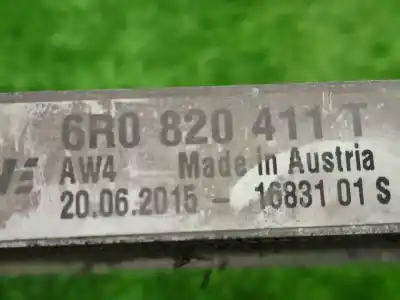 6R0 820 411 T
AW4 Made in Austria
20.06.2015 - 16831 01 S